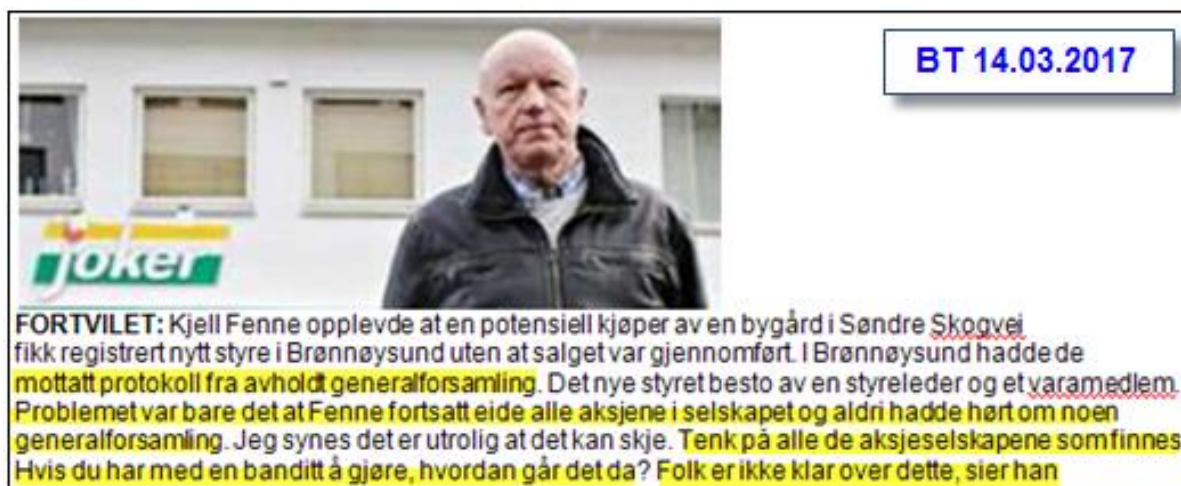 BT 14.03.2017
joker
FORTVILET: Kjell Fenne opplevde at en potensiell kjøper av en bygård i Søndre Skogvei
fikk registrert nytt styre i Brønnøysund uten at salget var gjennomført. I Brønnøysund hadde de
mottatt protokoll fra avholdt generalforsamling. Det nye styret besto av en styreleder og et varamedlem.
Problemet var bare det at Fenne fortsatt eide alle aksjene i selskapet og aldri hadde hørt om noen
generalforsamling. Jeg synes det er utrolig at det kan skje. Tenk på alle de aksjeselskapene som finnes
Hvis du har med en banditt å gjøre, hvordan går det da? Folk er ikke klar over dette, sier han